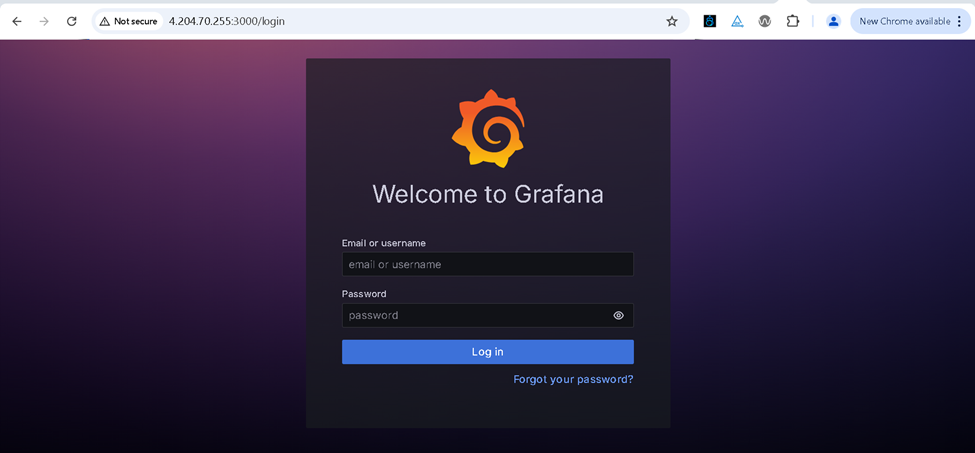 Not secure 4.204.70.255:3000/login New Chrome available
Welcome to Grafana
Email or username
email or username
Password
password
Log in
Forgot your password?